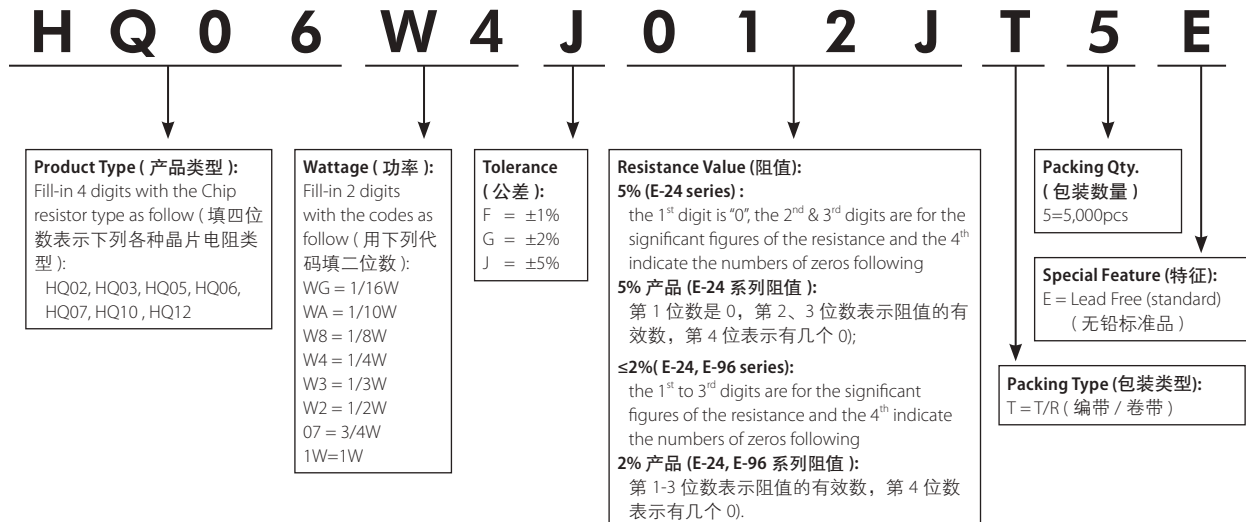 H Q 0 6 W 4 J 0 1 2 J T 5 E
Product Type ( 产品类型 ):
Fill-in 4 digits with the Chip
resistor type as follow ( 填四位
数表示下列各种晶片电阻类
型 ):
HQ02, HQ03, HQ05, HQ06,
HQ07, HQ10 , HQ12
Wattage ( 功率 ):
Fill-in 2 digits
with the codes as
follow ( 用下列代
码填二位数 ):
WG = 1/16W
WA = 1/10W
W8 = 1/8W
W4 = 1/4W
W3 = 1/3W
W2 = 1/2W
07 = 3/4W
1W=1W
Tolerance
( 公差 ):
F = ±1%
G = ±2%
J = ±5%
Resistance Value (阻值):
5% (E-24 series) :
the 1st digit is “0”, the 2nd & 3rd digits are for the
significant figures of the resistance and the 4th
indicate the numbers of zeros following
5% 产品 (E-24 系列阻值 ):
第 1 位数是 0，第 2、3 位数表示阻值的有
效数，第 4 位表示有几个 0);
≤2%( E-24, E-96 series):
the 1st to 3rd digits are for the significant
figures of the resistance and the 4th indicate
the numbers of zeros following
2% 产品 (E-24, E-96 系列阻值 ):
第 1-3 位数表示阻值的有效数，第 4 位数
表示有几个 0).
Packing Qty.
( 包装数量 )
5=5,000pcs
Special Feature (特征):
E = Lead Free (standard)
( 无铅标准品 )
Packing Type (包装类型):
T = T/R ( 编带 / 卷带 )